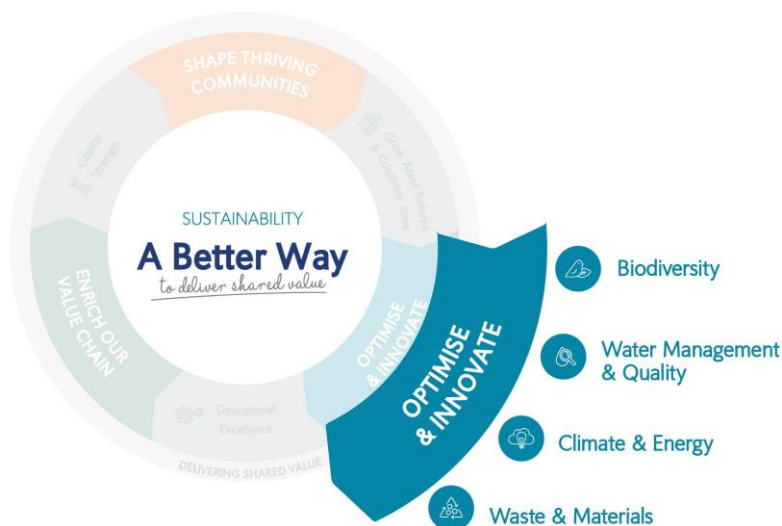 SHAPE THRIVING
COMMUNITIES
Capital
Strength
Grow Asset Returns
& Customer Base
SUSTAINABILITY
A Better Way
to deliver shared value
ENRICH OUR
VALUE CHAIN
OPTIMISE
& INNOVATE
Operational
Excellence
DELIVERING SHARED VALUE
OPTIMISE
& INNOVATE
Biodiversity
Water Management
& Quality
Climate & Energy
Waste & Materials